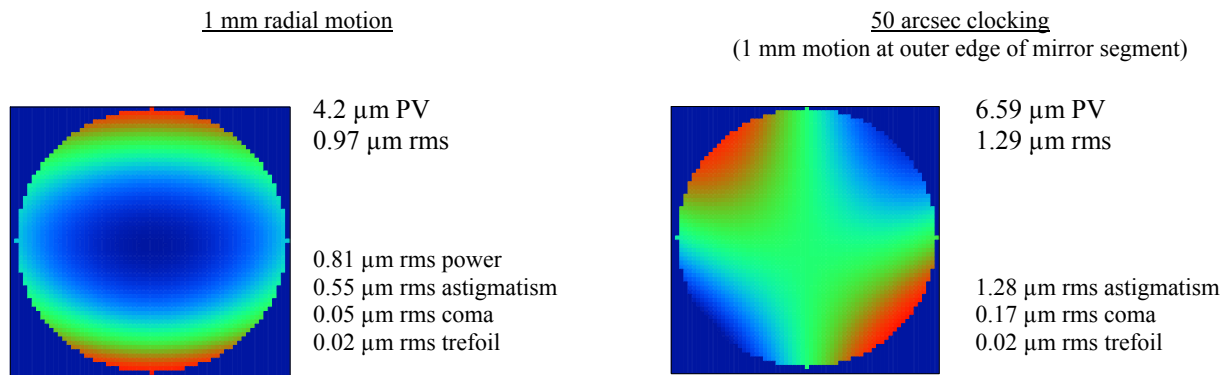 1 mm radial motion
4.2 µm PV
0.97 µm rms
0.81 µm rms power
0.55 µm rms astigmatism
0.05 µm rms coma
0.02 µm rms trefoil
50 arcsec clocking
(1 mm motion at outer edge of mirror segment)
6.59 µm PV
1.29 µm rms
1.28 µm rms astigmatism
0.17 µm rms coma
0.02 µm rms trefoil